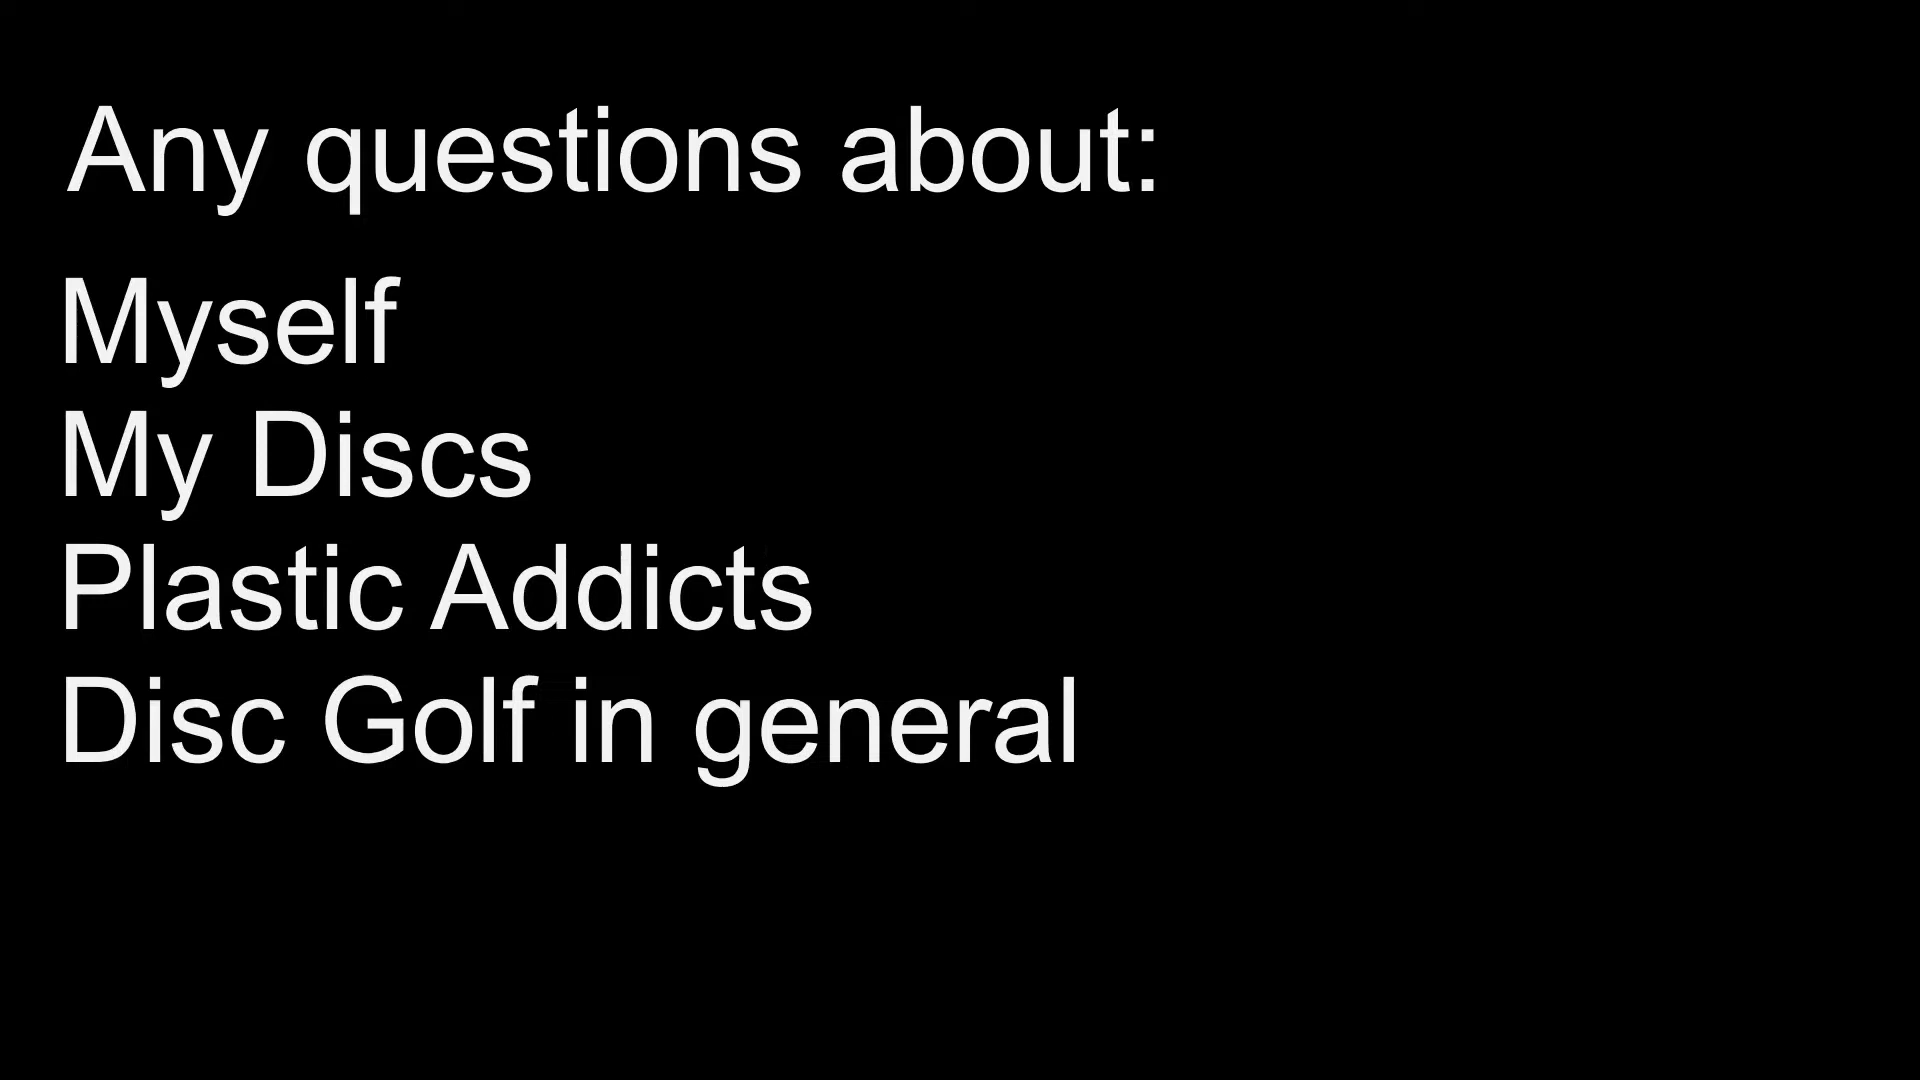 Any questions about:
Myself
My Discs
Plastic Addicts
Disc Golf in general